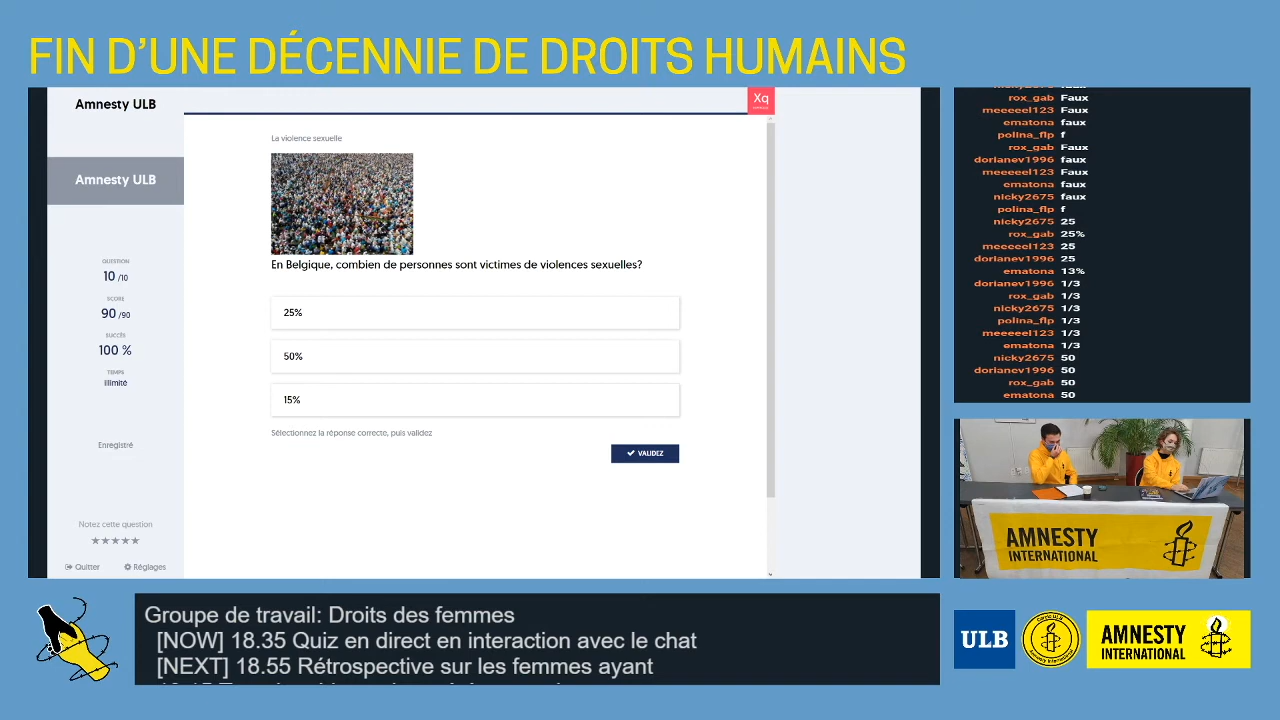 FIN D'UNE DÉCENNIE DE DROITS HUMAINS
Amnesty ULB
Xq
Amnesty ULB
QUESTION
10 /10
SCORE
90 /90
SUCCÈS
100 %
TEMPS
Illimité
Enregistré
Notez cette question
★★★★★
Quitter
Réglages
La violence sexuelle
En Belgique, combien de personnes sont victimes de violences sexuelles?
25%
50%
15%
Sélectionnez la réponse correcte, puis validez
VALIDEZ
rox_gab Faux
meeeeel123 Faux
ematona faux
polina_flp f
rox_gab Faux
dorianev1996 faux
meeeeel123 Faux
ematona faux
nicky2675 faux
polina_flp f
nicky2675 25
rox_gab 25%
meeeeel123 25
dorianev1996 25
ematona 13%
dorianev1996 1/3
rox_gab 1/3
nicky2675 1/3
polina_flp 1/3
meeeeel123 1/3
ematona 1/3
nicky2675 50
dorianev1996 50
rox_gab 50
ematona 50
AMNESTY
INTERNATIONAL
Groupe de travail: Droits des femmes
[NOW] 18.35 Quiz en direct en interaction avec le chat
[NEXT] 18.55 Rétrospective sur les femmes ayant
ULB
AMNESTY
INTERNATIONAL